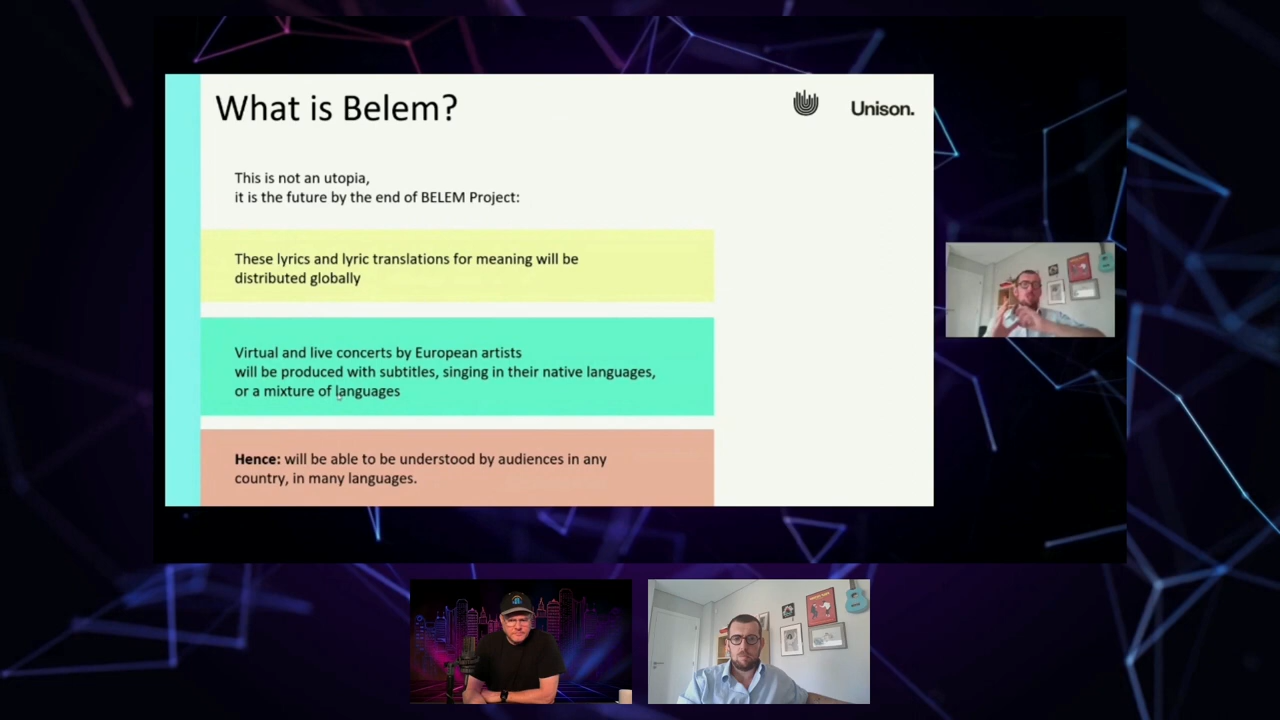 What is Belem?
Unison.
This is not an utopia,
it is the future by the end of BELEM Project:
These lyrics and lyric translations for meaning will be
distributed globally
Virtual and live concerts by European artists
will be produced with subtitles, singing in their native languages,
or a mixture of languages
Hence: will be able to be understood by audiences in any
country, in many languages.